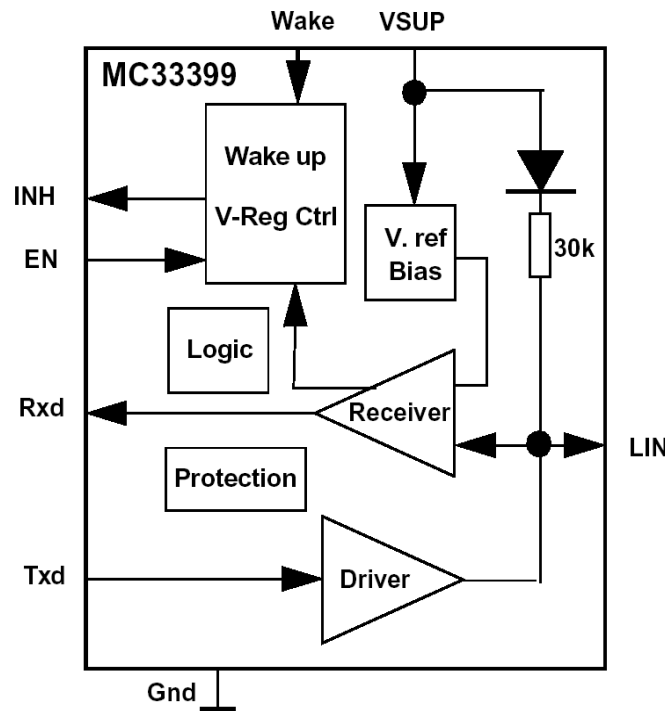 Wake
VSUP
MC33399
Wake up
V-Reg Ctrl
INH
EN
V. ref
Bias
30k
Logic
Rxd
Receiver
LIN
Protection
Txd
Driver
Gnd